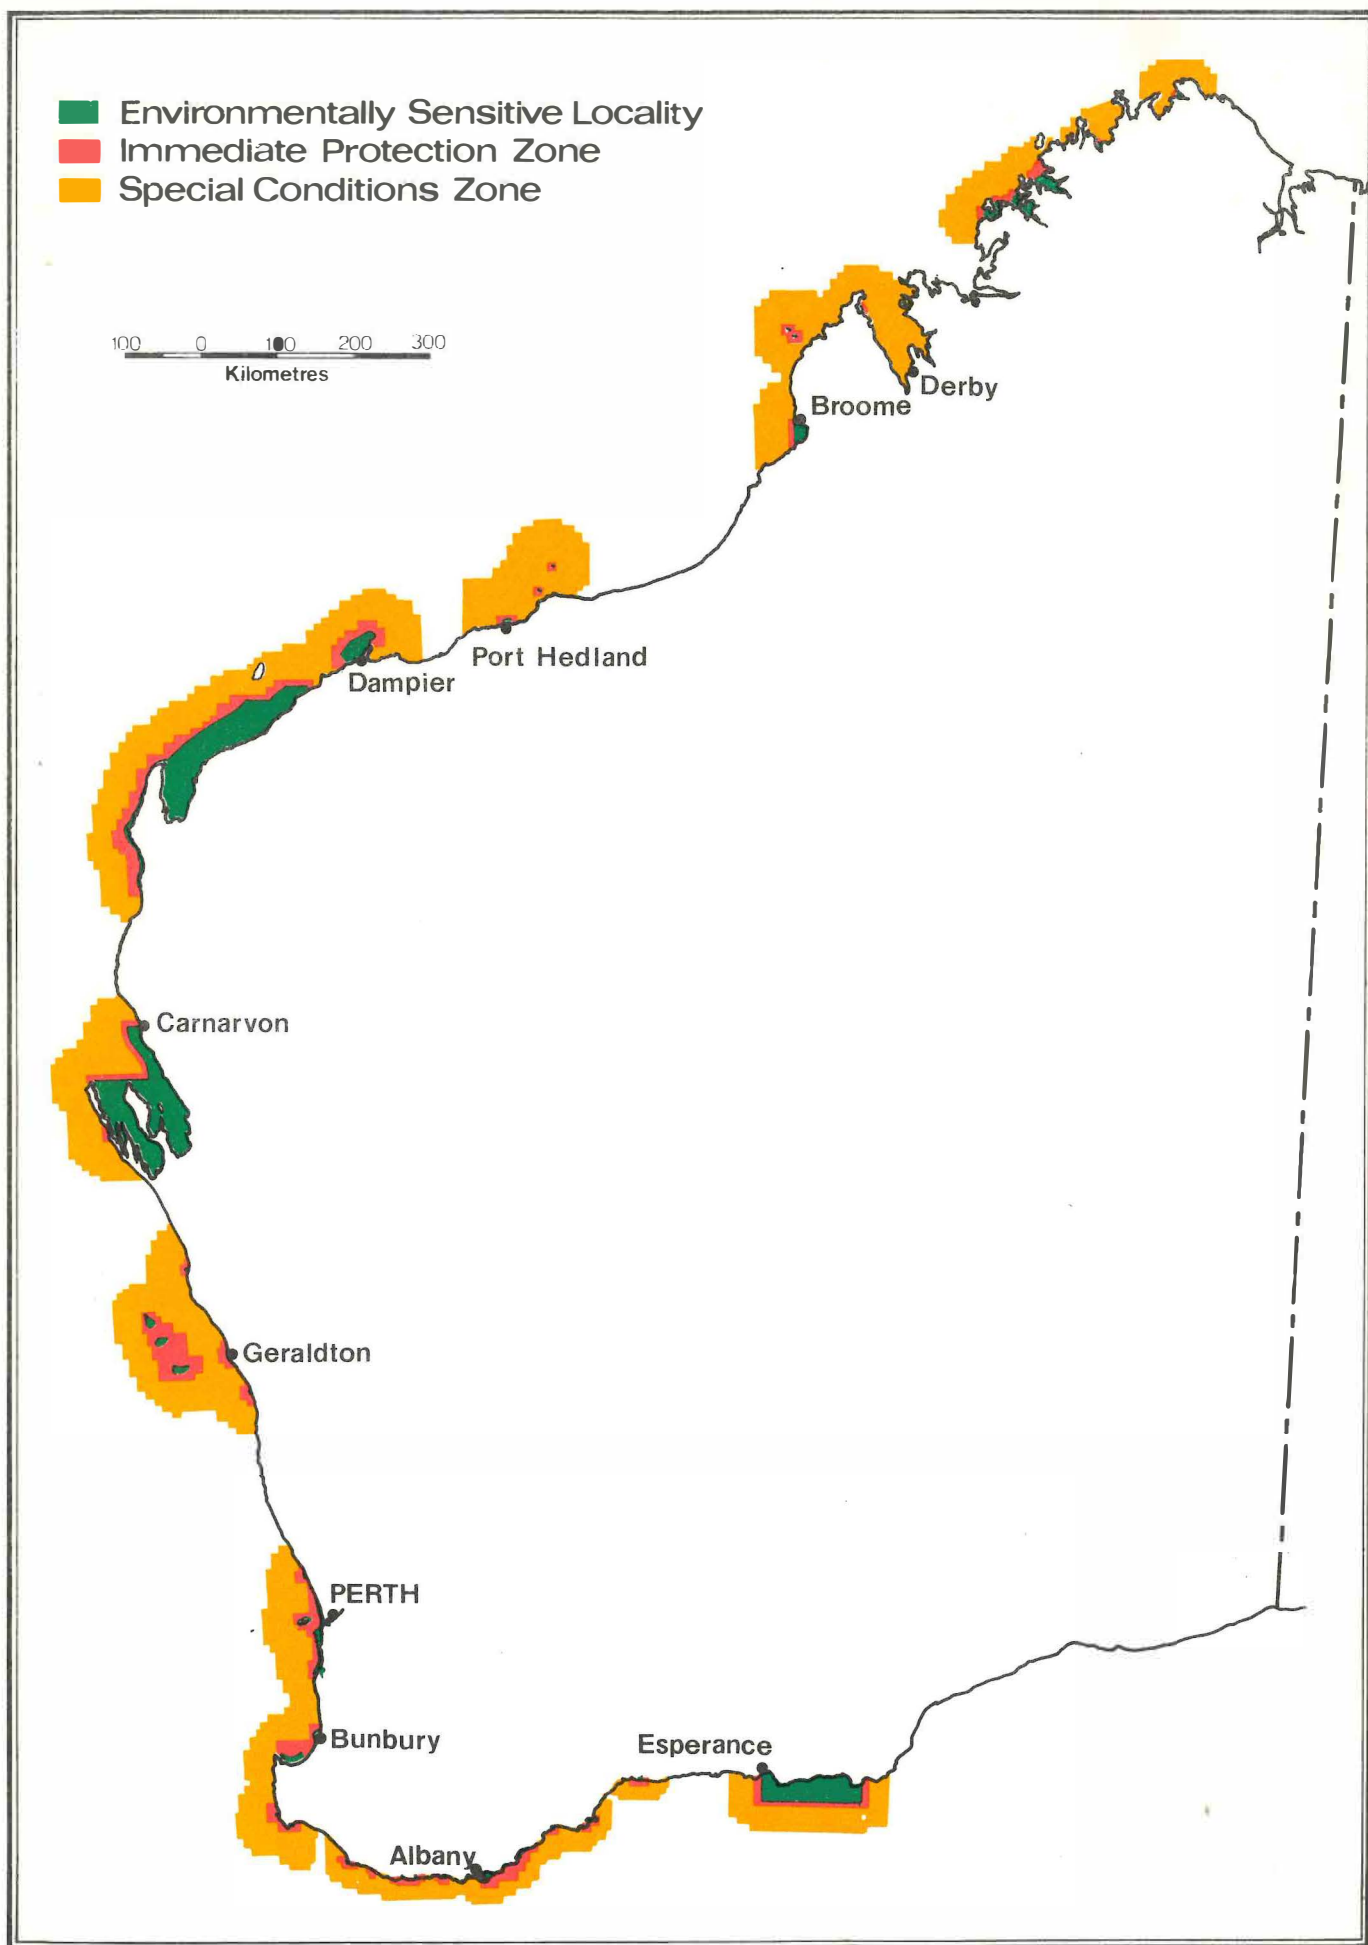 Environmentally Sensitive Locality
Immediate Protection Zone
Special Conditions Zone
100 0 100 200 300
Kilometres
Derby
Broome
Port Hedland
Dampier
Carnarvon
Geraldton
PERTH
Bunbury
Esperance
Albany